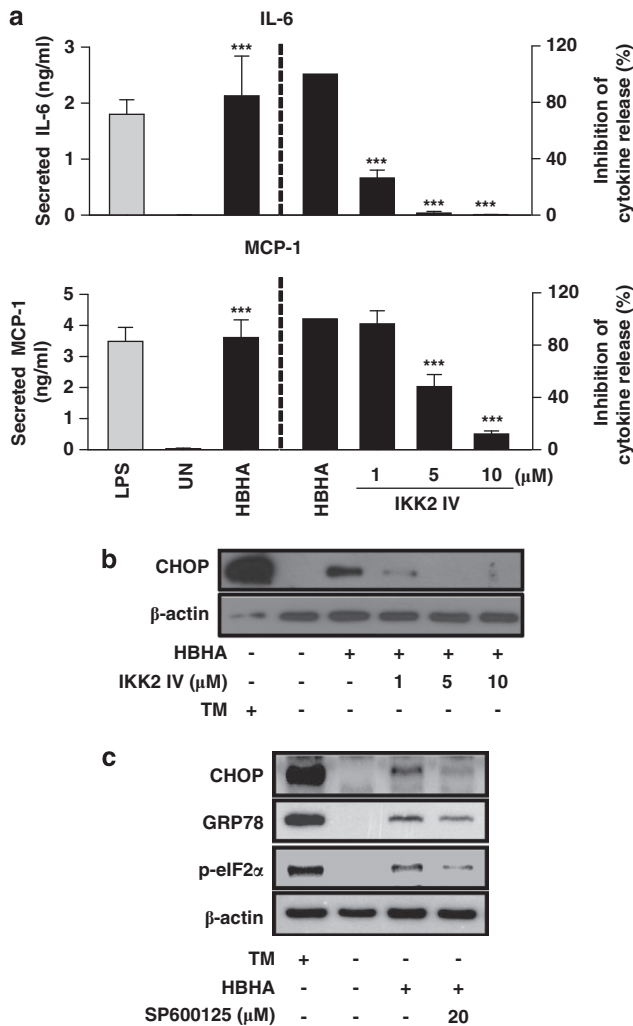 a
IL-6
Secreted IL-6 (ng/ml)
3
2
1
0
***
***
***
***
120
80
40
0
Inhibition of
cytokine release (%)
MCP-1
Secreted MCP-1
(ng/ml)
5
4
3
2
1
0
***
***
***
120
80
40
0
Inhibition of
cytokine release (%)
LPS
UN
HBHA
HBHA
1 5 10 (μM)
IKK2 IV
b
CHOP
β-actin
HBHA - - + + + +
IKK2 IV (μM) - - - 1 5 10
TM + - - - - -
c
CHOP
GRP78
p-eIF2α
β-actin
TM + - - -
HBHA - - + +
SP600125 (μM) - - - 20